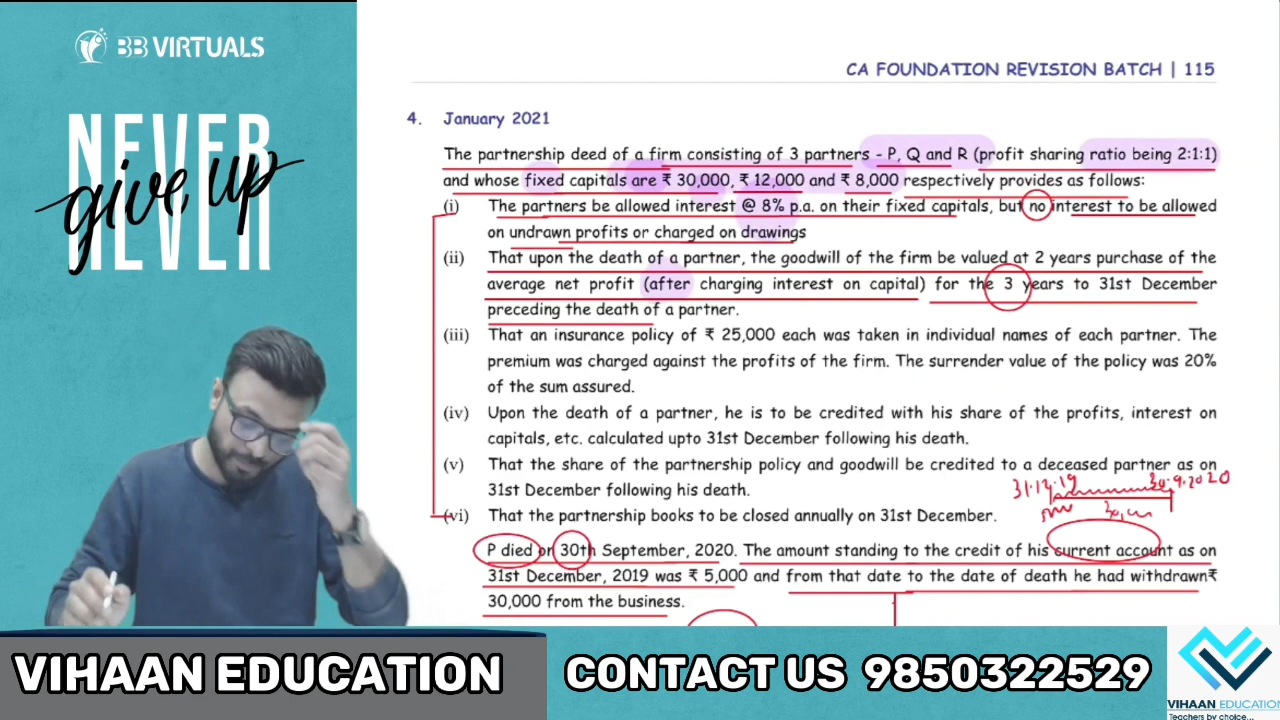 BB VIRTUALS
NEVER
give up
NEVER
CA FOUNDATION REVISION BATCH | 115
4. January 2021
The partnership deed of a firm consisting of 3 partners - P, Q and R (profit sharing ratio being 2:1:1)
and whose fixed capitals are ₹ 30,000, ₹ 12,000 and ₹ 8,000 respectively provides as follows:
(i) The partners be allowed interest @ 8% p.a. on their fixed capitals, but no interest to be allowed
on undrawn profits or charged on drawings
(ii) That upon the death of a partner, the goodwill of the firm be valued at 2 years purchase of the
average net profit (after charging interest on capital) for the 3 years to 31st December
preceding the death of a partner.
(iii) That an insurance policy of ₹ 25,000 each was taken in individual names of each partner. The
premium was charged against the profits of the firm. The surrender value of the policy was 20%
of the sum assured.
(iv) Upon the death of a partner, he is to be credited with his share of the profits, interest on
capitals, etc. calculated upto 31st December following his death.
(v) That the share of the partnership policy and goodwill be credited to a deceased partner as on
31st December following his death.
31.12.19 30.9.2020
(vi) That the partnership books to be closed annually on 31st December.
P died on 30th September, 2020. The amount standing to the credit of his current account as on
31st December, 2019 was ₹ 5,000 and from that date to the date of death he had withdrawn₹
30,000 from the business.
VIHAAN EDUCATION
CONTACT US 9850322529
VIHAAN EDUCATION
Teachers by choice...